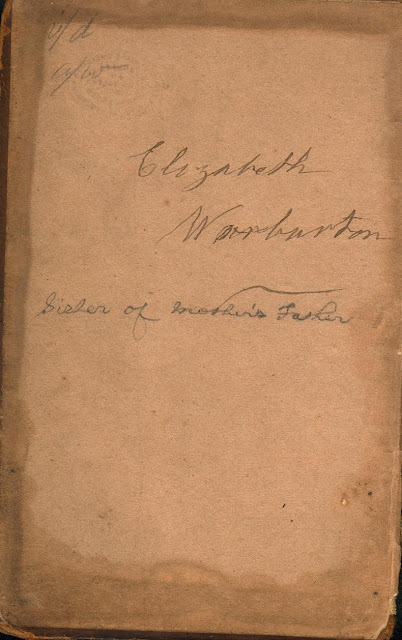 Elizabeth
Warburton
Sister of Mother's Father